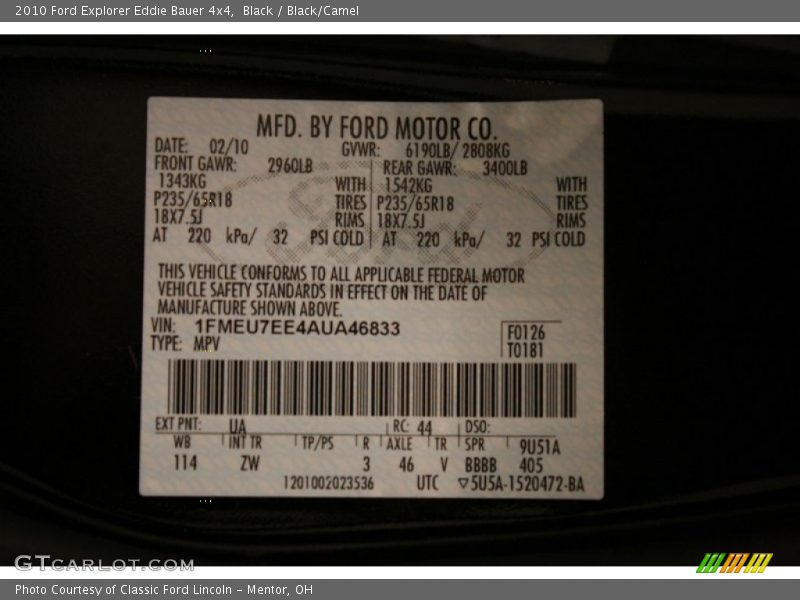 2010 Ford Explorer Eddie Bauer 4x4,  Black / Black/Camel
MFD. BY FORD MOTOR CO.
DATE: 02/10 GVWR: 6190LB/ 2808KG
FRONT GAWR: 2960LB REAR GAWR: 3400LB
1343KG WITH 1542KG WITH
P235/65R18 TIRES P235/65R18 TIRES
18X7.5J RIMS 18X7.5J RIMS
AT 220 kPa/ 32 PSI COLD AT 220 kPa/ 32 PSI COLD
THIS VEHICLE CONFORMS TO ALL APPLICABLE FEDERAL MOTOR
VEHICLE SAFETY STANDARDS IN EFFECT ON THE DATE OF
MANUFACTURE SHOWN ABOVE.
VIN: 1FMEU7EE4AUA46833 F0126
TYPE: MPV T0181
EXT PNT: UA RC: 44 DSO:
WB INT TR TP/PS R AXLE TR SPR 9U51A
114 ZW 3 46 V BBBB 405
1201002023536 UTC ▽5U5A-1520472-BA
GTCARLOT.COM
Photo Courtesy of Classic Ford Lincoln – Mentor, OH